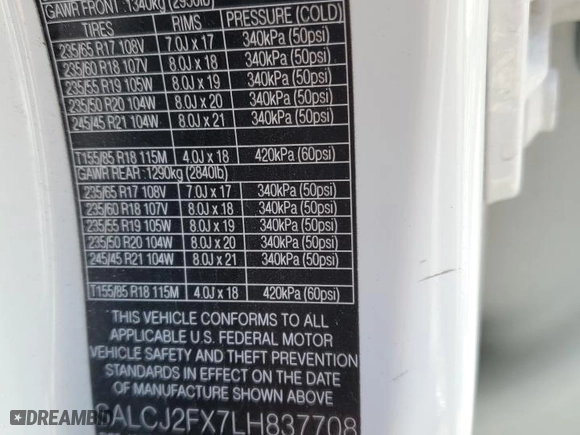 GAWR FRONT : 1340kg (2950lb)
TIRES RIMS PRESSURE (COLD)
235/65 R17 108V 7.0J x 17 340kPa (50psi)
235/60 R18 107V 8.0J x 18 340kPa (50psi)
235/55 R19 105W 8.0J x 19 340kPa (50psi)
235/50 R20 104W 8.0J x 20 340kPa (50psi)
245/45 R21 104W 8.0J x 21 340kPa (50psi)
T155/85 R18 115M 4.0J x 18 420kPa (60psi)
GAWR REAR : 1290kg (2840lb)
235/65 R17 108V 7.0J x 17 340kPa (50psi)
235/60 R18 107V 8.0J x 18 340kPa (50psi)
235/55 R19 105W 8.0J x 19 340kPa (50psi)
235/50 R20 104W 8.0J x 20 340kPa (50psi)
245/45 R21 104W 8.0J x 21 340kPa (50psi)
T155/85 R18 115M 4.0J x 18 420kPa (60psi)
THIS VEHICLE CONFORMS TO ALL
APPLICABLE U.S. FEDERAL MOTOR
VEHICLE SAFETY AND THEFT PREVENTION
STANDARDS IN EFFECT ON THE DATE
OF MANUFACTURE SHOWN ABOVE
ALCJ2FX7LH837708
DEALERCAR.IO